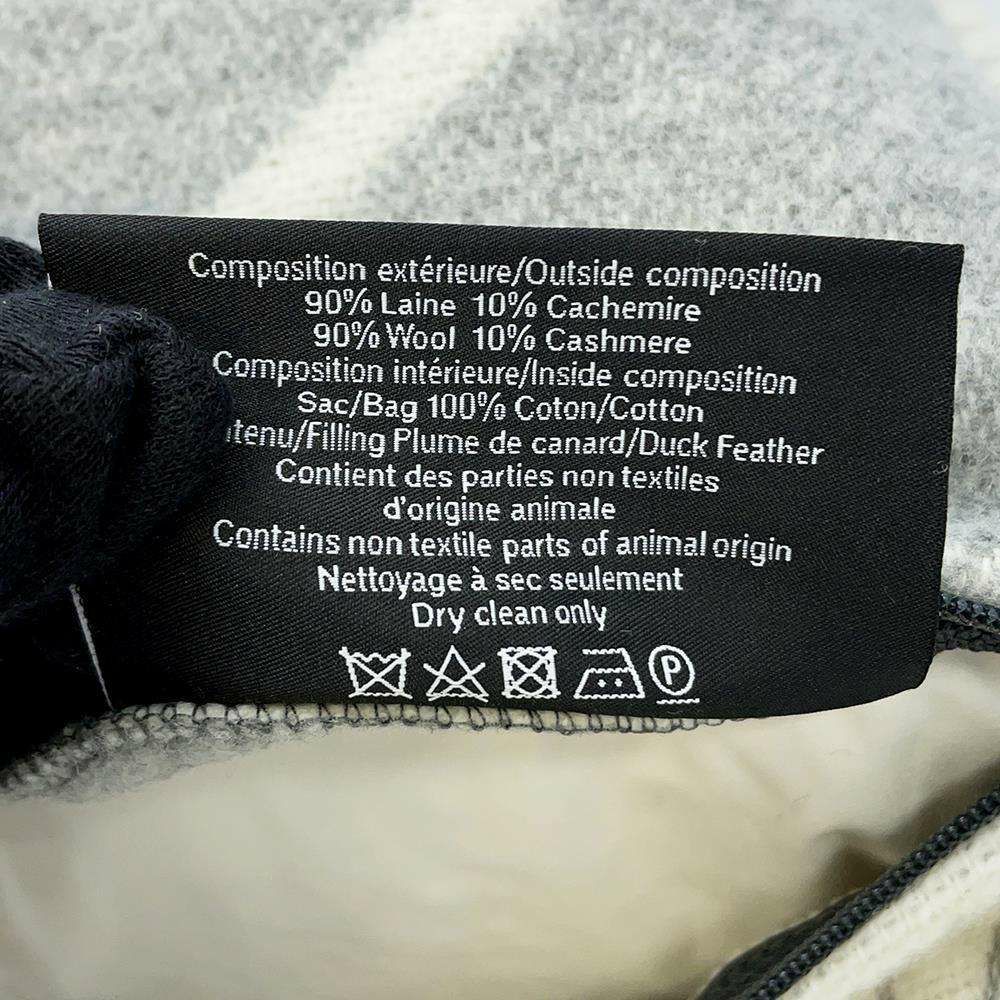 Composition extérieure/Outside composition
90% Laine 10% Cachemire
90% Wool 10% Cashmere
Composition intérieure/Inside composition
Sac/Bag 100% Coton/Cotton
tenu/Filling Plume de canard/Duck Feather
Contient des parties non textiles
d'origine animale
Contains non textile parts of animal origin
Nettoyage à sec seulement
Dry clean only
P